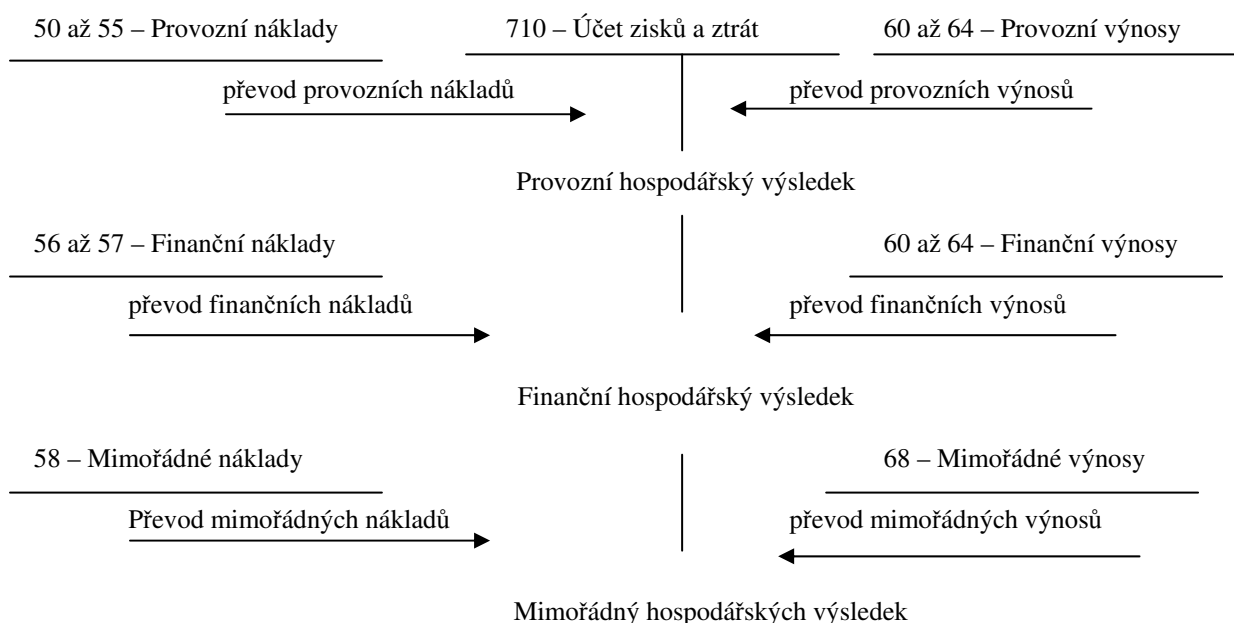 50 až 55 – Provozní náklady 710 – Účet zisků a ztrát 60 až 64 – Provozní výnosy
převod provozních nákladů převod provozních výnosů
Provozní hospodářský výsledek
56 až 57 – Finanční náklady 60 až 64 – Finanční výnosy
převod finančních nákladů převod finančních výnosů
Finanční hospodářský výsledek
58 – Mimořádné náklady 68 – Mimořádné výnosy
Převod mimořádných nákladů převod mimořádných výnosů
Mimořádný hospodářských výsledek